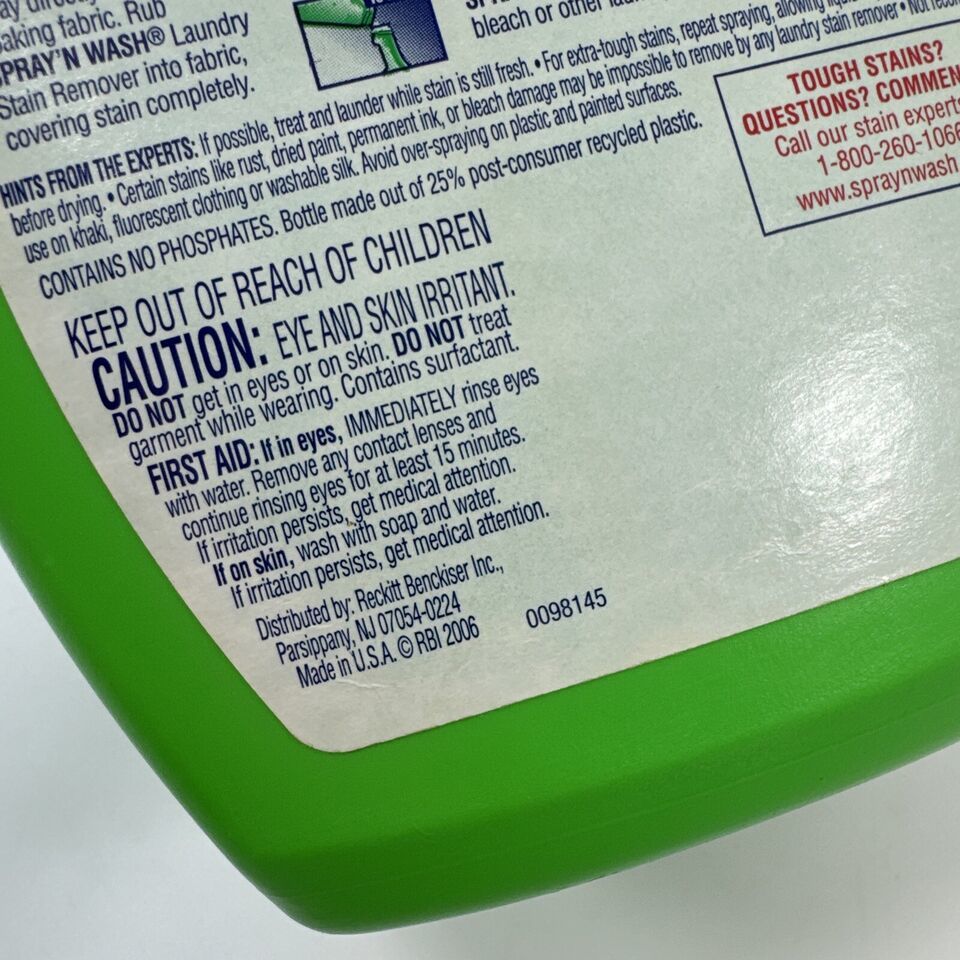 aking fabric. Rub
SPRAY'N WASH® Laundry
Stain Remover into fabric,
covering stain completely.
bleach or other
HINTS FROM THE EXPERTS: If possible, treat and launder while stain is still fresh. • For extra-tough stains, repeat spraying, allowing
before drying. • Certain stains like rust, dried paint, permanent ink, or bleach damage may be impossible to remove by any laundry stain remover • Not
use on khaki, fluorescent clothing or washable silk. Avoid over-spraying on plastic and painted surfaces.
CONTAINS NO PHOSPHATES. Bottle made out of 25% post-consumer recycled plastic.
TOUGH STAINS?
QUESTIONS? COMMEN
Call our stain experts
1-800-260-1066
www.spraynwash.
KEEP OUT OF REACH OF CHILDREN
CAUTION: EYE AND SKIN IRRITANT.
DO NOT get in eyes or on skin. DO NOT treat
garment while wearing. Contains surfactant.
FIRST AID: If in eyes, IMMEDIATELY rinse eyes
with water. Remove any contact lenses and
continue rinsing eyes for at least 15 minutes.
If irritation persists, get medical attention.
If on skin, wash with soap and water.
If irritation persists, get medical attention.
Distributed by: Reckitt Benckiser Inc.,
Parsippany, NJ 07054-0224
Made in U.S.A. © RBI 2006
0098145